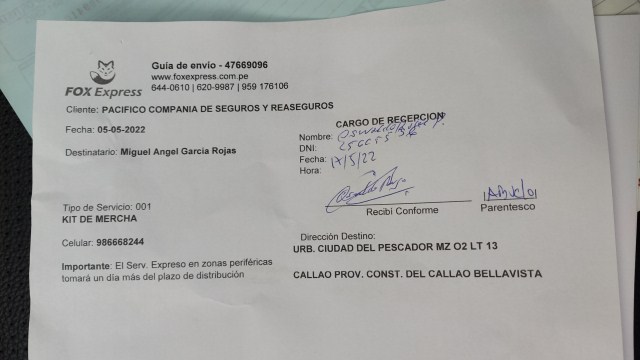 Guia de envío - 47669096
www.foxexpress.com.pe
644-0610 | 620-9987 | 959 176106
FOX Express
Cliente: PACIFICO COMPANIA DE SEGUROS Y REASEGUROS
Fecha: 05-05-2022
Destinatario: Miguel Angel Garcia Rojas
CARGO DE RECEPCION
Nombre:
DNI:
Fecha: 17/5/22
Hora:
Recibi Conforme
Parentesco
Tipo de Servicio: 001
KIT DE MERCHA
Celular: 986668244
Importante: El Serv. Expreso en zonas periféricas
tomará un día más del plazo de distribución
Dirección Destino:
URB. CIUDAD DEL PESCADOR MZ O2 LT 13
CALLAO PROV. CONST. DEL CALLAO BELLAVISTA